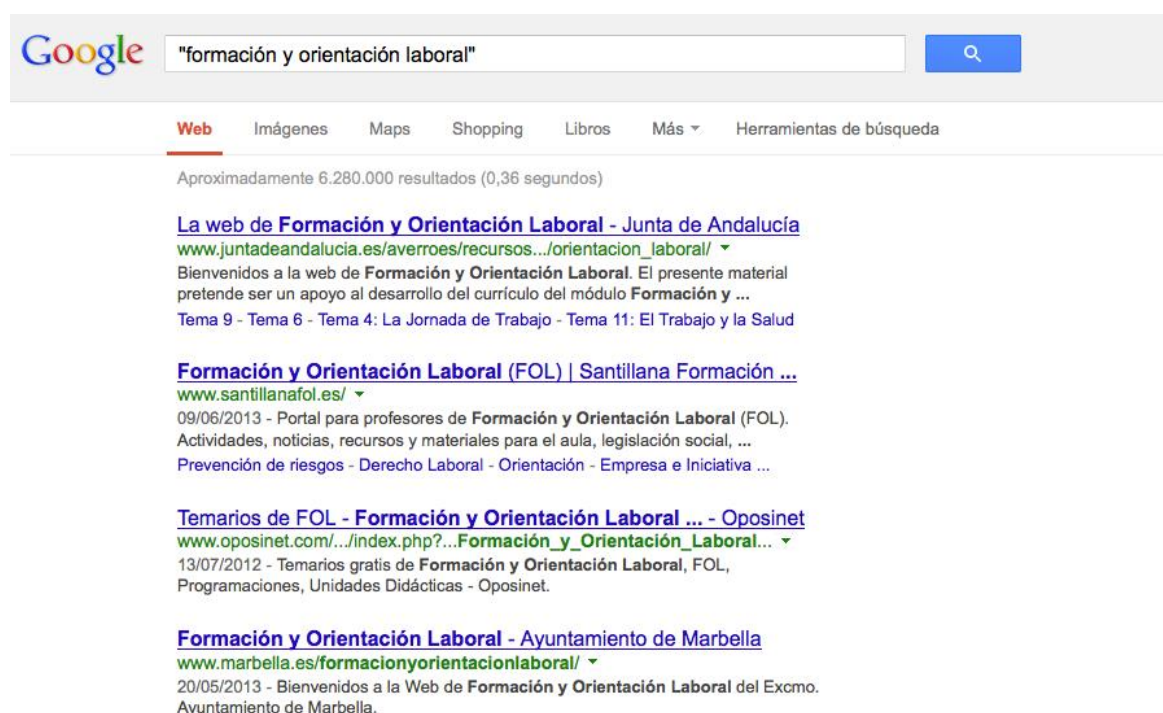 Google "formación y orientación laboral"
Web Imágenes Maps Shopping Libros Más Herramientas de búsqueda
Aproximadamente 6.280.000 resultados (0,36 segundos)
La web de Formación y Orientación Laboral - Junta de Andalucía
www.juntadeandalucia.es/averroes/recursos.../orientacion_laboral/
Bienvenidos a la web de Formación y Orientación Laboral. El presente material
pretende ser un apoyo al desarrollo del currículo del módulo Formación y ...
Tema 9 - Tema 6 - Tema 4: La Jornada de Trabajo - Tema 11: El Trabajo y la Salud
Formación y Orientación Laboral (FOL) | Santillana Formación ...
www.santillanafol.es/
09/06/2013 - Portal para profesores de Formación y Orientación Laboral (FOL).
Actividades, noticias, recursos y materiales para el aula, legislación social, ...
Prevención de riesgos - Derecho Laboral - Orientación - Empresa e Iniciativa ...
Temarios de FOL - Formación y Orientación Laboral ... - Oposinet
www.oposinet.com/.../index.php?...Formación_y_Orientación_Laboral...
13/07/2012 - Temarios gratis de Formación y Orientación Laboral, FOL,
Programaciones, Unidades Didácticas - Oposinet.
Formación y Orientación Laboral - Ayuntamiento de Marbella
www.marbella.es/formacionyorientacionlaboral/
20/05/2013 - Bienvenidos a la Web de Formación y Orientación Laboral del Excmo.
Ayuntamiento de Marbella.